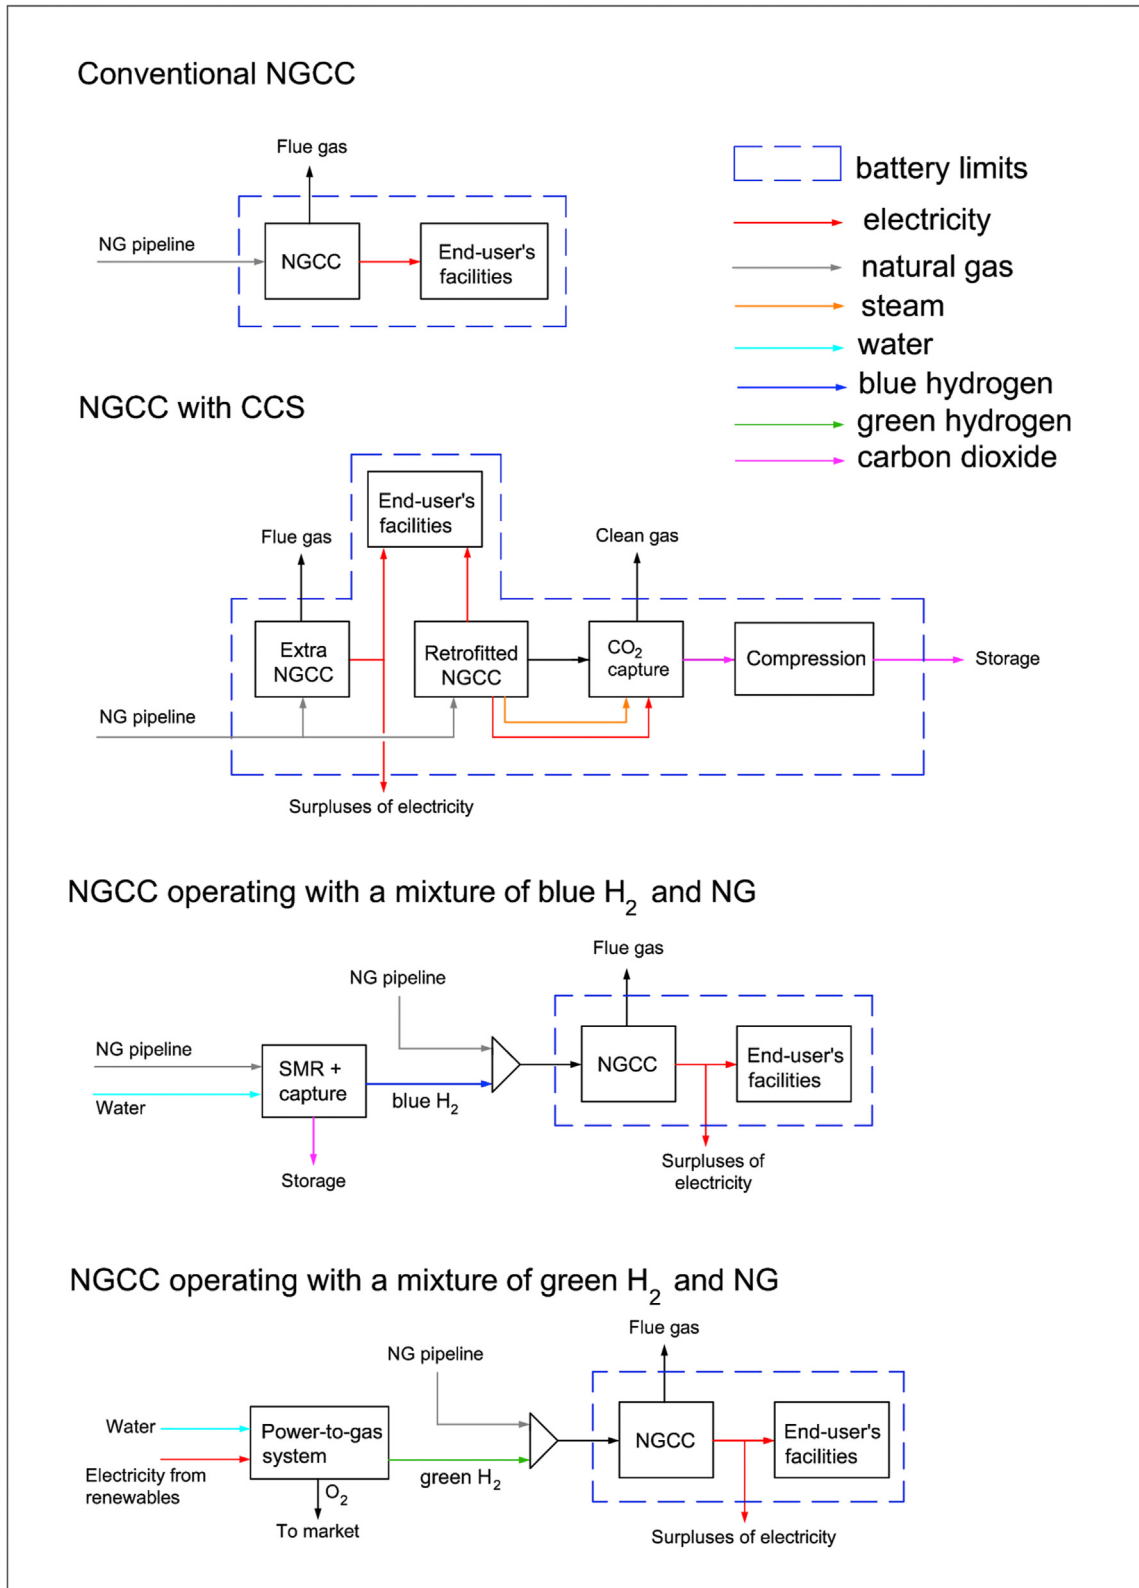 Conventional NGCC
Flue gas
NG pipeline
NGCC
End-user's
facilities
battery limits
electricity
natural gas
steam
water
blue hydrogen
green hydrogen
carbon dioxide
NGCC with CCS
End-user's
facilities
Flue gas
Clean gas
Extra
NGCC
Retrofitted
NGCC
CO2
capture
Compression
Storage
NG pipeline
Surpluses of electricity
NGCC operating with a mixture of blue H2 and NG
Flue gas
NG pipeline
NG pipeline
Water
SMR +
capture
blue H2
Storage
NGCC
End-user's
facilities
Surpluses of
electricity
NGCC operating with a mixture of green H2 and NG
Flue gas
NG pipeline
Water
Electricity from
renewables
Power-to-gas
system
green H2
O2
To market
NGCC
End-user's
facilities
Surpluses of electricity